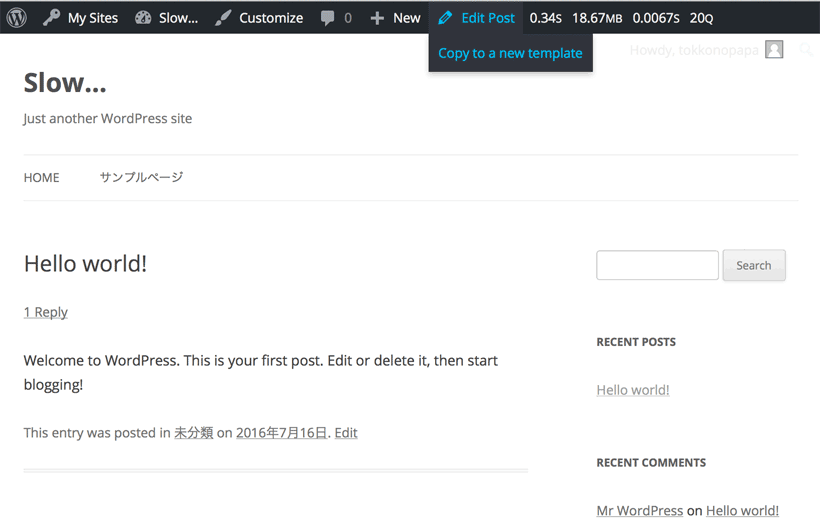 My Sites Slow... Customize 0 New Edit Post 0.34s 18.67MB 0.0067s 20Q
Copy to a new template
Howdy, tokkonopapa
Slow...
Just another WordPress site
HOME サンプルページ
Hello world!
Search
1 Reply
RECENT POSTS
Welcome to WordPress. This is your first post. Edit or delete it, then start
blogging!
Hello world!
This entry was posted in 未分類 on 2016年7月16日. Edit
RECENT COMMENTS
Mr WordPress on Hello world!